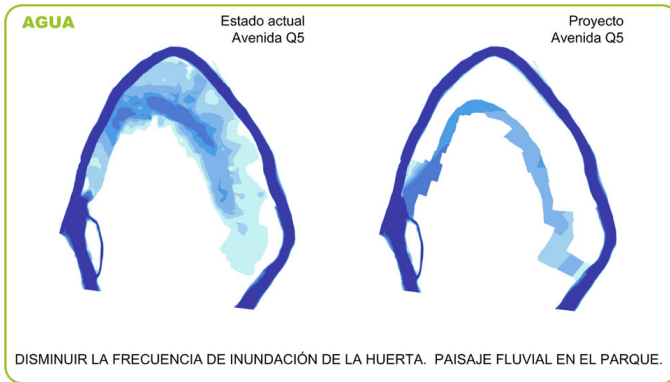 AGUA
Estado actual
Avenida Q5
Proyecto
Avenida Q5
DISMINUIR LA FRECUENCIA DE INUNDACIÓN DE LA HUERTA. PAISAJE FLUVIAL EN EL PARQUE.